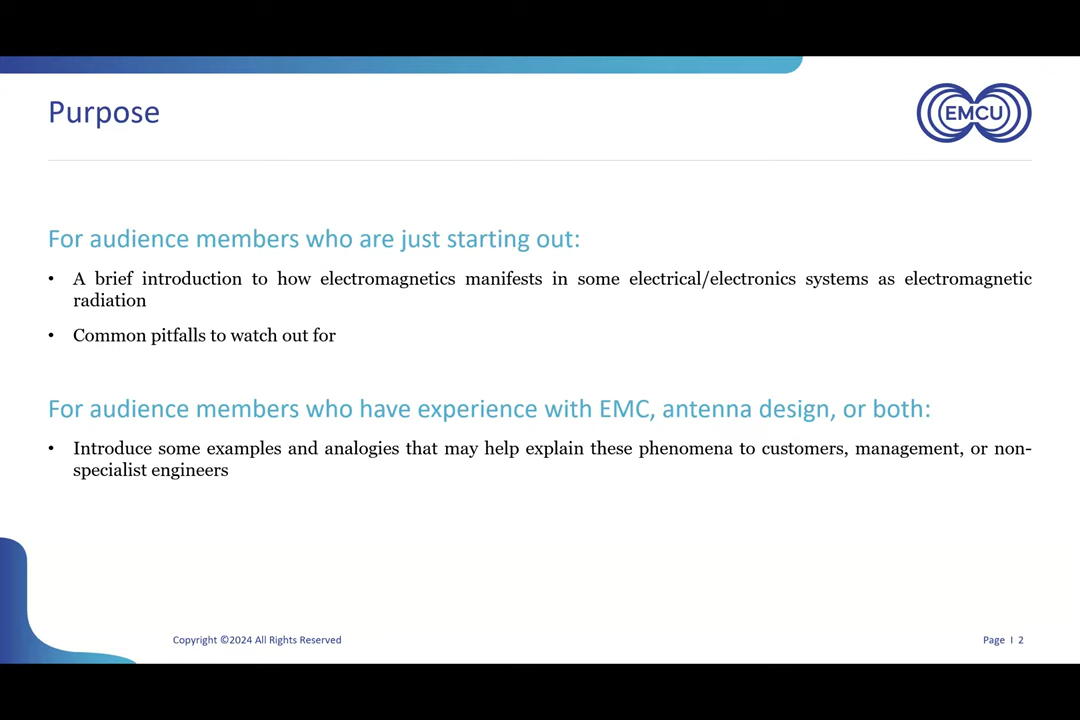 Purpose
EMCU
For audience members who are just starting out:
• A brief introduction to how electromagnetics manifests in some electrical/electronics systems as electromagnetic
radiation
• Common pitfalls to watch out for
For audience members who have experience with EMC, antenna design, or both:
• Introduce some examples and analogies that may help explain these phenomena to customers, management, or non-
specialist engineers
Copyright ©2024 All Rights Reserved
Page I 2